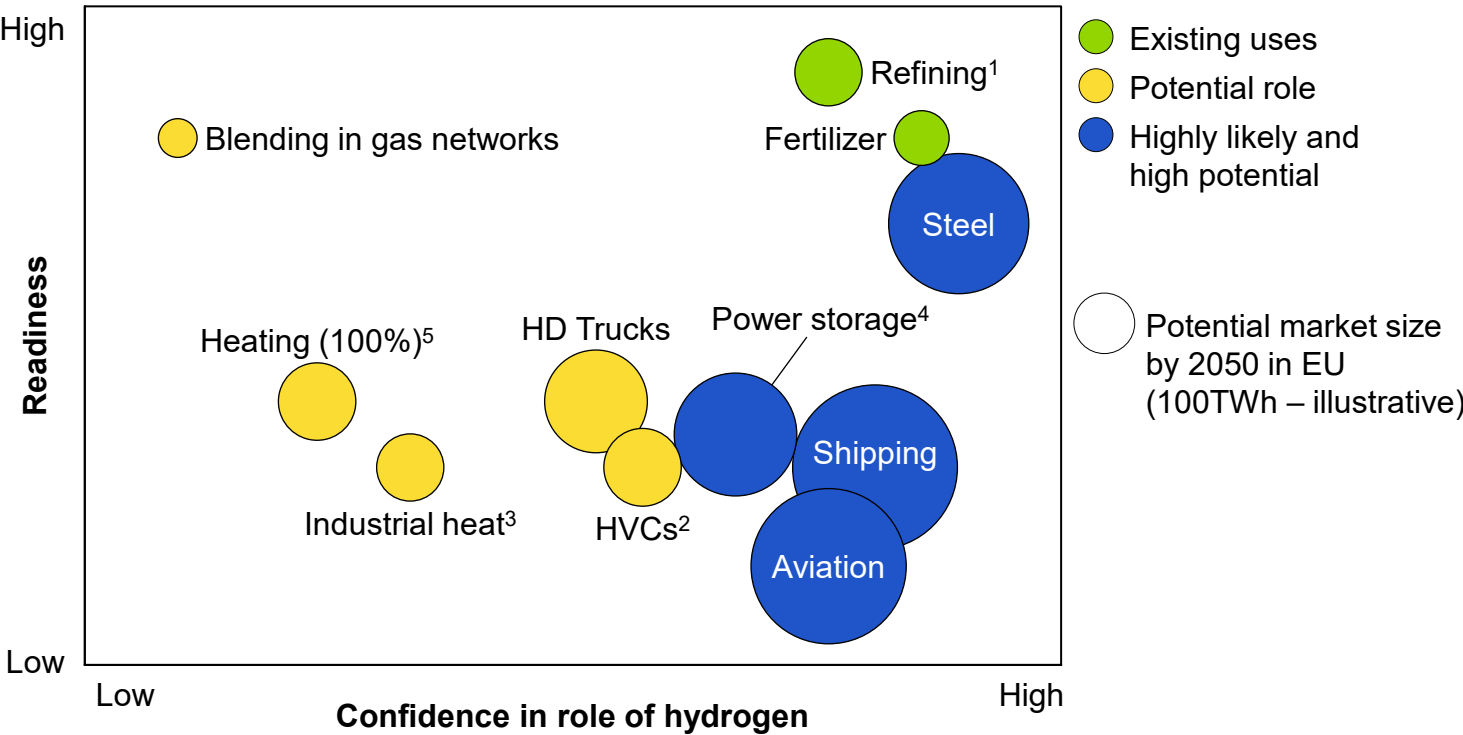 High
Existing uses
Refining¹
Potential role
Blending in gas networks
Fertilizer
Highly likely and
high potential
Steel
Readiness
Power storage⁴
HD Trucks
Heating (100%)⁵
Potential market size
by 2050 in EU
(100TWh – illustrative)
Shipping
Industrial heat³
HVCs²
Aviation
Low
Low
High
Confidence in role of hydrogen